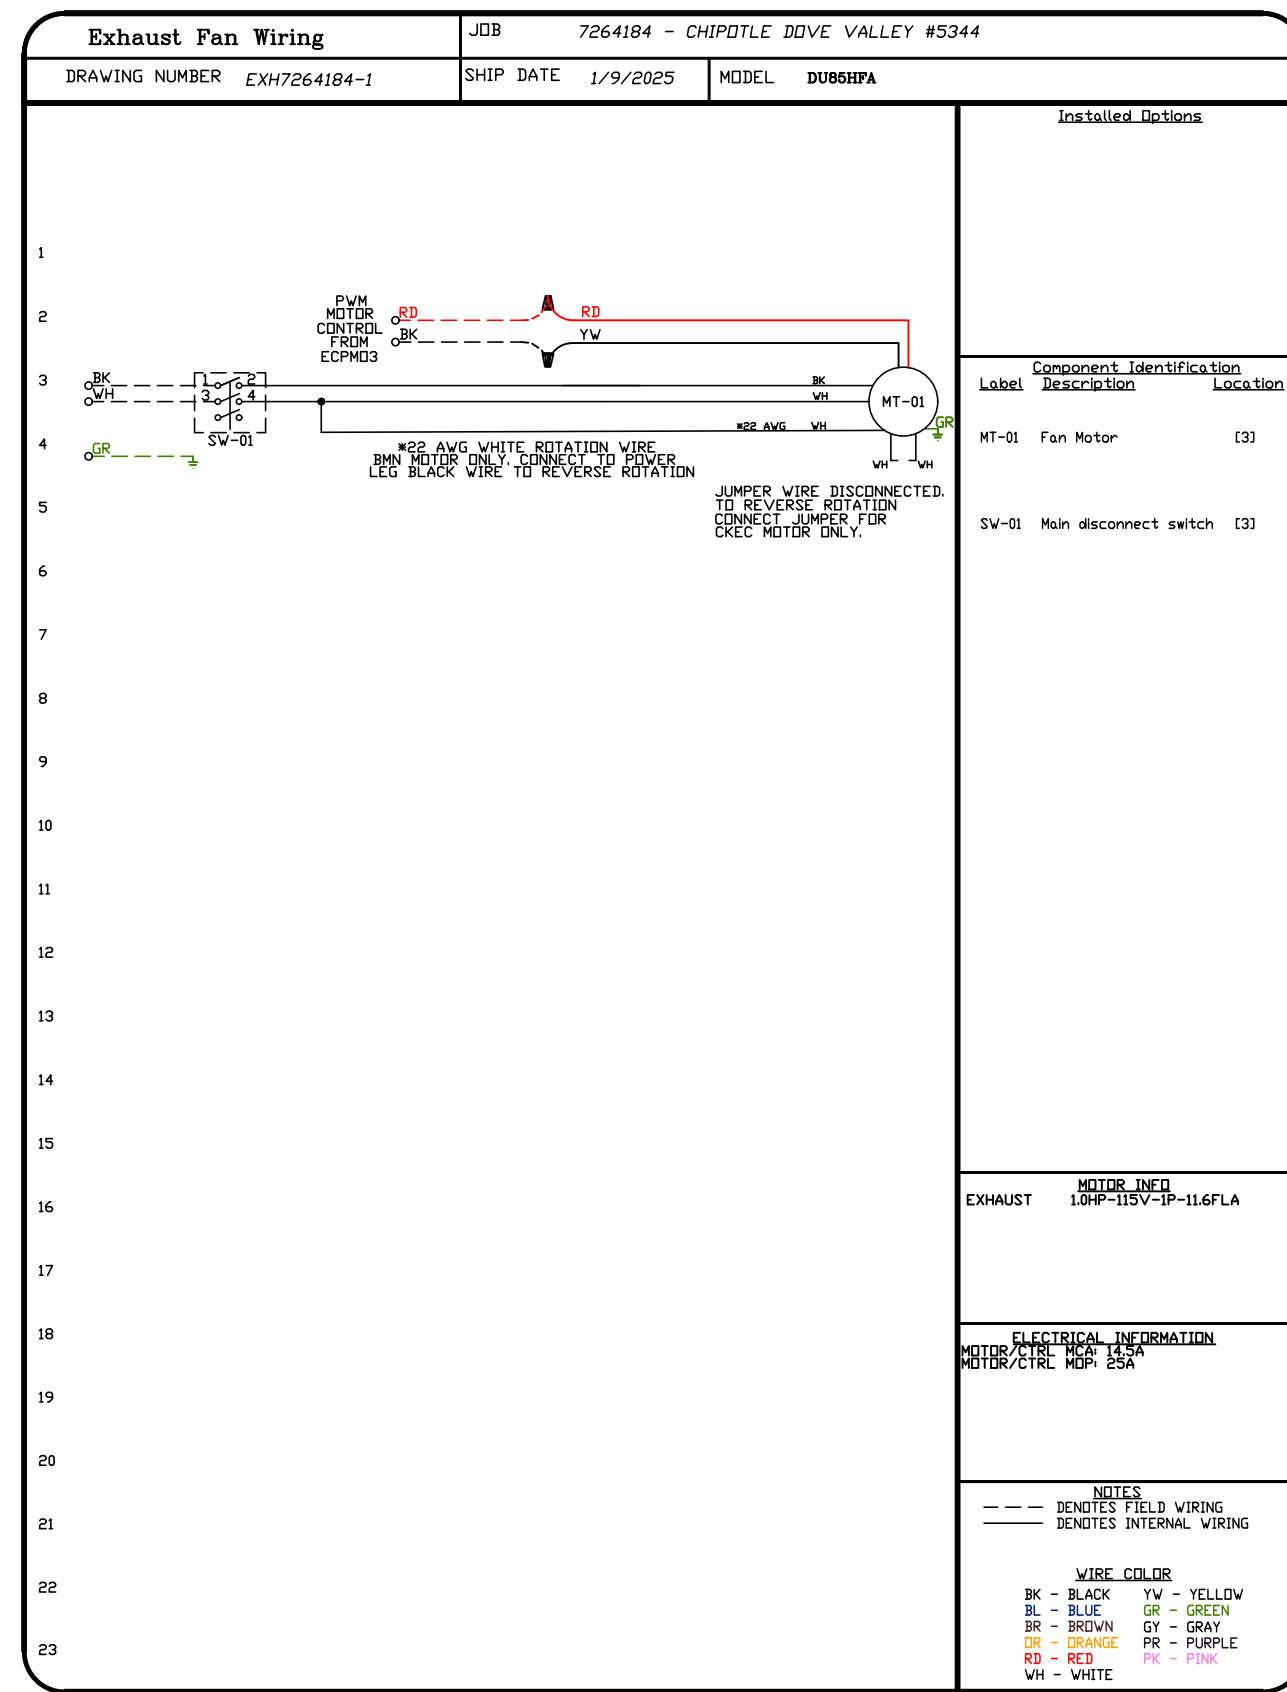 Exhaust Fan Wiring
JOB 7264184 - CHIPOTLE DOVE VALLEY #5344
DRAWING NUMBER EXH7264184-1
SHIP DATE 1/9/2025
MODEL DU85HFA
Installed Options
1
2
PWM
MOTOR
CONTROL
FROM
ECPM03
RD
RD
BK
YW
3
BK
WH
1 2
3 4
SW-01
BK
WH
MT-01
*22 AWG WH
GR
4
GR
*22 AWG WHITE ROTATION WIRE
BMN MOTOR ONLY. CONNECT TO POWER
LEG BLACK WIRE TO REVERSE ROTATION
WH WH
5
JUMPER WIRE DISCONNECTED.
TO REVERSE ROTATION
CONNECT JUMPER FOR
CKEC MOTOR ONLY.
6
7
8
9
10
11
12
13
14
15
16
17
18
19
20
21
22
23
Component Identification
Label Description Location
MT-01 Fan Motor [3]
SW-01 Main disconnect switch [3]
MOTOR INFO
EXHAUST 1.0HP-115V-1P-11.6FLA
ELECTRICAL INFORMATION
MOTOR/CTRL MCA: 14.5A
MOTOR/CTRL MOP: 25A
NOTES
DENOTES FIELD WIRING
DENOTES INTERNAL WIRING
WIRE COLOR
BK - BLACK YW - YELLOW
BL - BLUE GR - GREEN
BR - BROWN GY - GRAY
OR - ORANGE PR - PURPLE
RD - RED PK - PINK
WH - WHITE